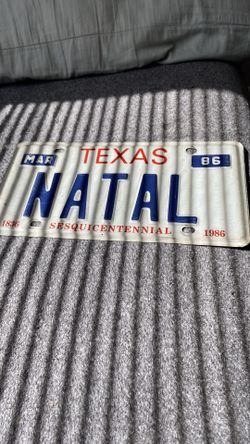 MAR TEXAS 86
NATAL
1836 SESQUICENTENNIAL 1986